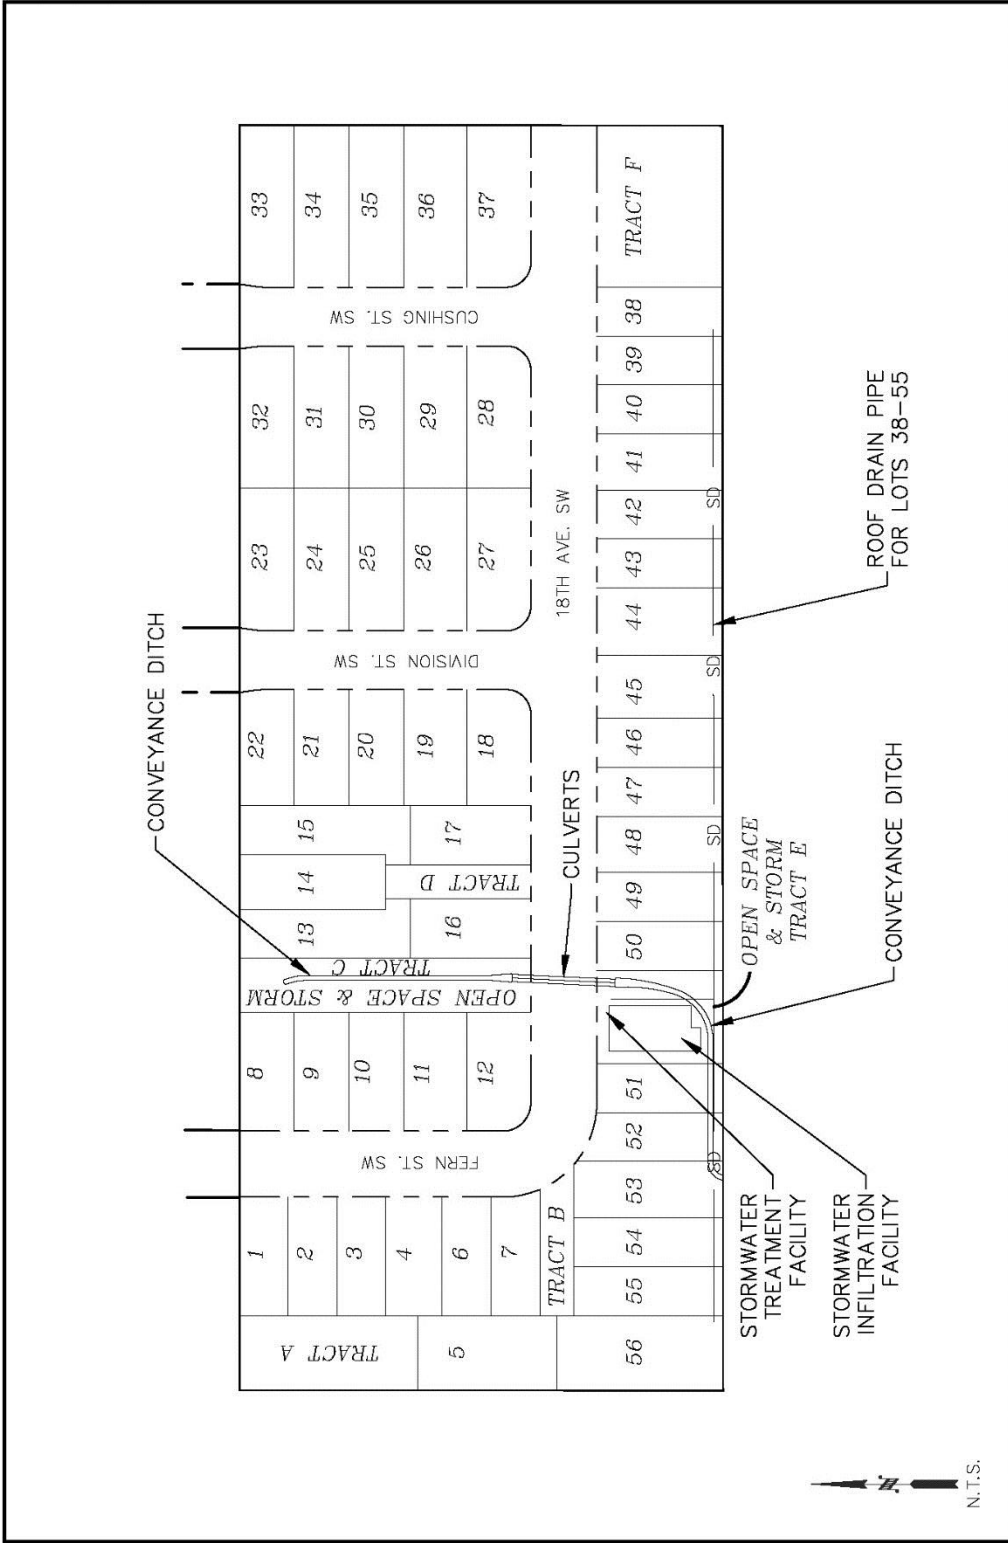 CONVEYANCE DITCH
33
34
35
36
37
CUSHING ST. SW
32
31
30
29
28
23
24
25
26
27
DIVISION ST. SW
22
21
20
19
18
15
17
14
TRACT D
13
16
OPEN SPACE & STORM
TRACT C
8
9
10
11
12
FERN ST. SW
1
2
3
4
6
7
TRACT B
TRACT A
5
56
18TH AVE. SW
CULVERTS
TRACT F
38
39
40
41
42
43
44
45
46
47
48
49
50
51
52
53
54
55
SD
SD
SD
SD
ROOF DRAIN PIPE
FOR LOTS 38-55
OPEN SPACE
& STORM
TRACT E
CONVEYANCE DITCH
STORMWATER
TREATMENT
FACILITY
STORMWATER
INFILTRATION
FACILITY
N
N.T.S.